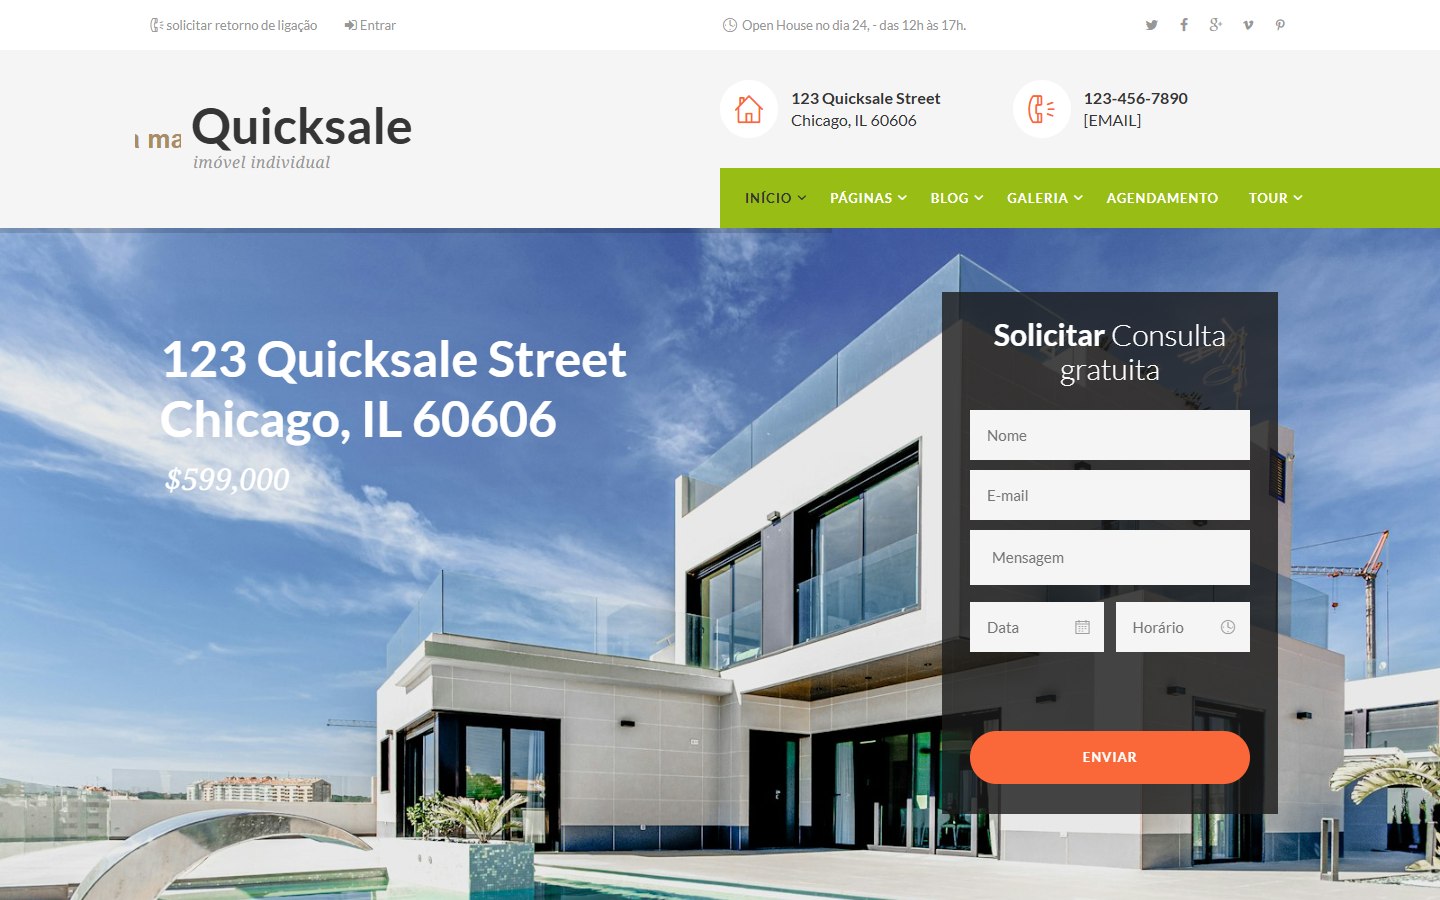 solicitar retorno de ligação
Entrar
Open House no dia 24, - das 12h às 17h.
ma
Quicksale
imóvel individual
123 Quicksale Street
Chicago, IL 60606
123-456-7890
[EMAIL]
INÍCIO
PÁGINAS
BLOG
GALERIA
AGENDAMENTO
TOUR
123 Quicksale Street
Chicago, IL 60606
$599,000
Solicitar Consulta
gratuita
Nome
E-mail
Mensagem
Data
Horário
ENVIAR